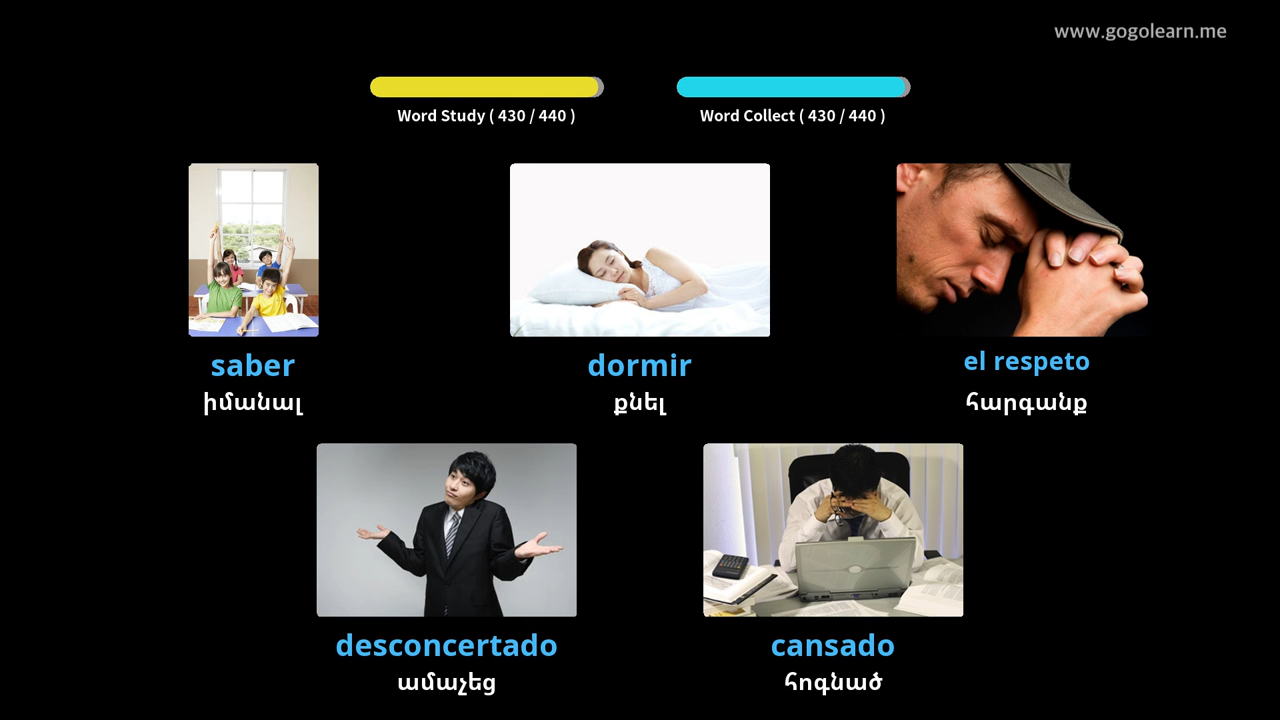 www.gogolearn.me
Word Study ( 430 / 440 )
Word Collect ( 430 / 440 )
saber
իմանալ
dormir
քնել
el respeto
հարգանք
desconcertado
ամաչեց
cansado
հոգնած